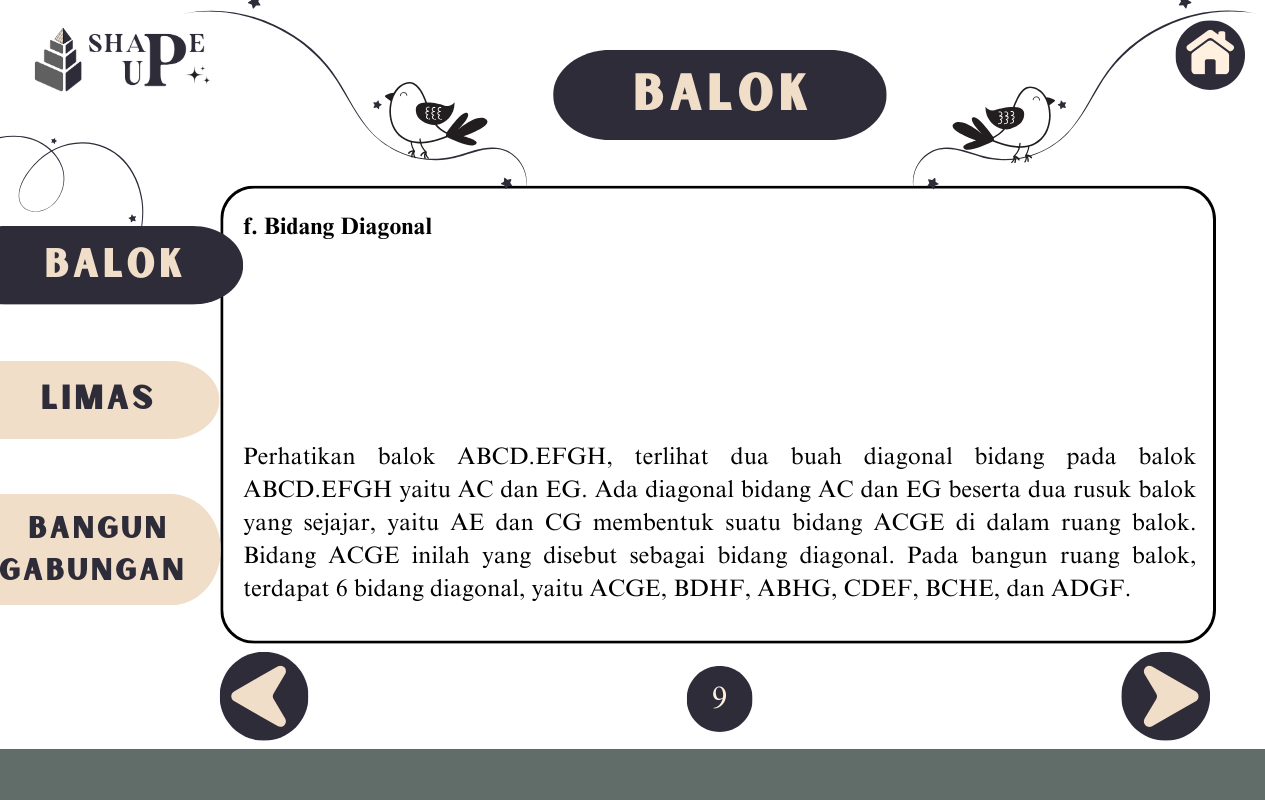 SHAPE
UP
BALOK
BALOK
LIMAS
BANGUN
GABUNGAN
f. Bidang Diagonal
Perhatikan balok ABCD.EFGH, terlihat dua buah diagonal bidang pada balok
ABCD.EFGH yaitu AC dan EG. Ada diagonal bidang AC dan EG beserta dua rusuk balok
yang sejajar, yaitu AE dan CG membentuk suatu bidang ACGE di dalam ruang balok.
Bidang ACGE inilah yang disebut sebagai bidang diagonal. Pada bangun ruang balok,
terdapat 6 bidang diagonal, yaitu ACGE, BDHF, ABHG, CDEF, BCHE, dan ADGF.
9